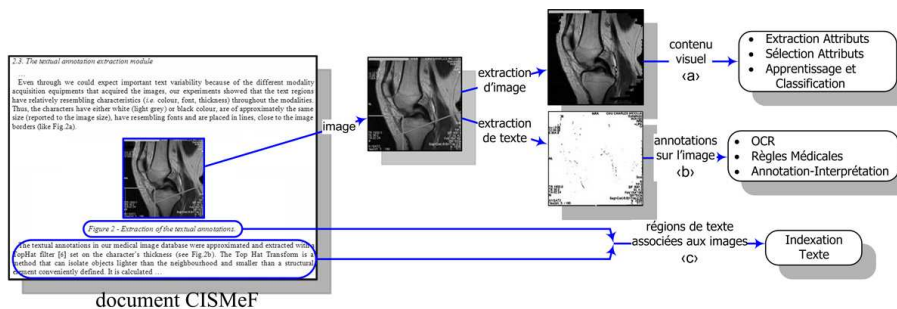 2.3. The textual annotation extraction module
...
Even through we could expect important text variability because of the different modality
acquisition equipments that acquired the images, our experiments showed that the text regions
have relatively resembling characteristics (i.e. colour, font, thickness) throughout the modalities.
Thus, the characters have either white (light grey) or black colour, are of approximately the same
size (reported to the image size), have resembling fonts and are placed in lines, close to the image
borders (like Fig.2a).
Figure 2 - Extraction of the textual annotations.
The textual annotations in our medical image database were approximated and extracted with a
TopHat filter [6] set on the character's thickness (see Fig.2b). The Top Hat Transform is a
method that can isolate objects lighter than the neighbourhood and smaller than a structural
element conveniently defined. It is calculated ...
document CISMeF
image
extraction
d'image
extraction
de texte
contenu
visuel
‹a›
• Extraction Attributs
• Sélection Attributs
• Apprentissage et
Classification
annotations
sur l'image
‹b›
• OCR
• Règles Médicales
• Annotation-Interprétation
régions de texte
associées aux images
‹c›
Indexation
Texte